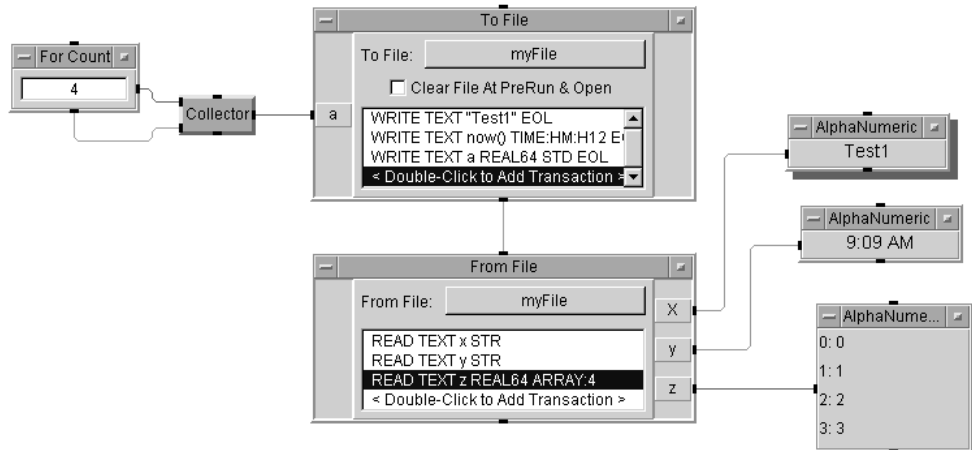 For Count
4
Collector
To File
To File:
myFile
Clear File At PreRun & Open
a
WRITE TEXT "Test1" EOL
WRITE TEXT now() TIME:HM:H12 E
WRITE TEXT a REAL64 STD EOL
< Double-Click to Add Transaction >
From File
From File:
myFile
READ TEXT x STR
READ TEXT y STR
READ TEXT z REAL64 ARRAY:4
< Double-Click to Add Transaction >
X
y
z
AlphaNumeric
Test1
AlphaNumeric
9:09 AM
AlphaNume...
0: 0
1: 1
2: 2
3: 3